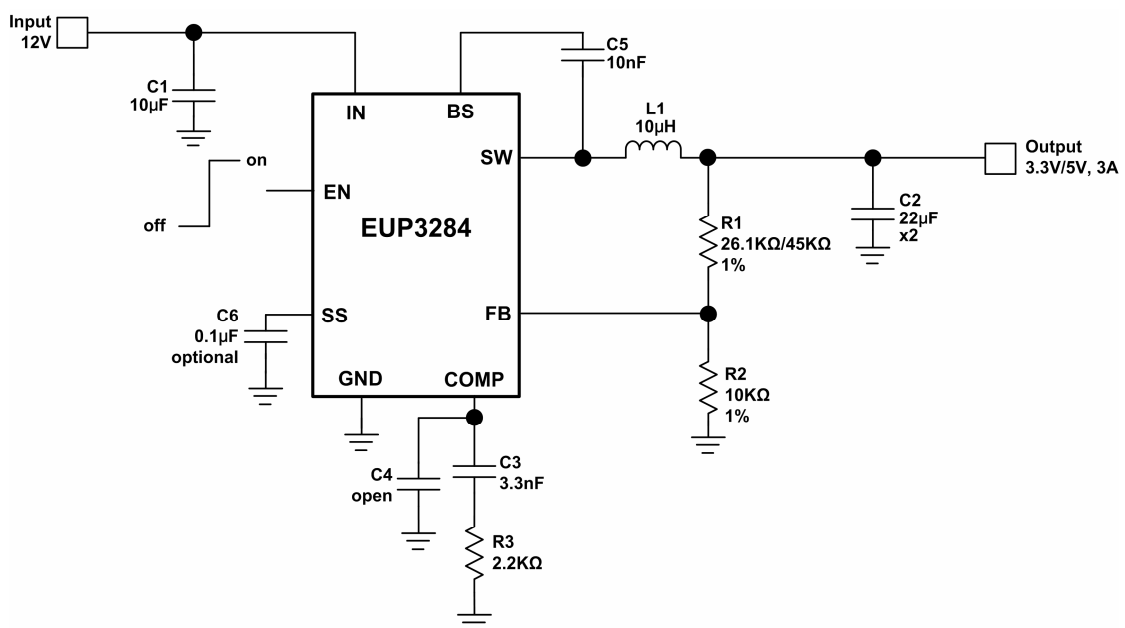 Input
12V
C1
10µF
IN
BS
C5
10nF
L1
10µH
SW
Output
3.3V/5V, 3A
on
off
EN
EUP3284
C2
22µF
x2
R1
26.1KΩ/45KΩ
1%
C6
0.1µF
optional
SS
FB
GND
COMP
R2
10KΩ
1%
C4
open
C3
3.3nF
R3
2.2KΩ